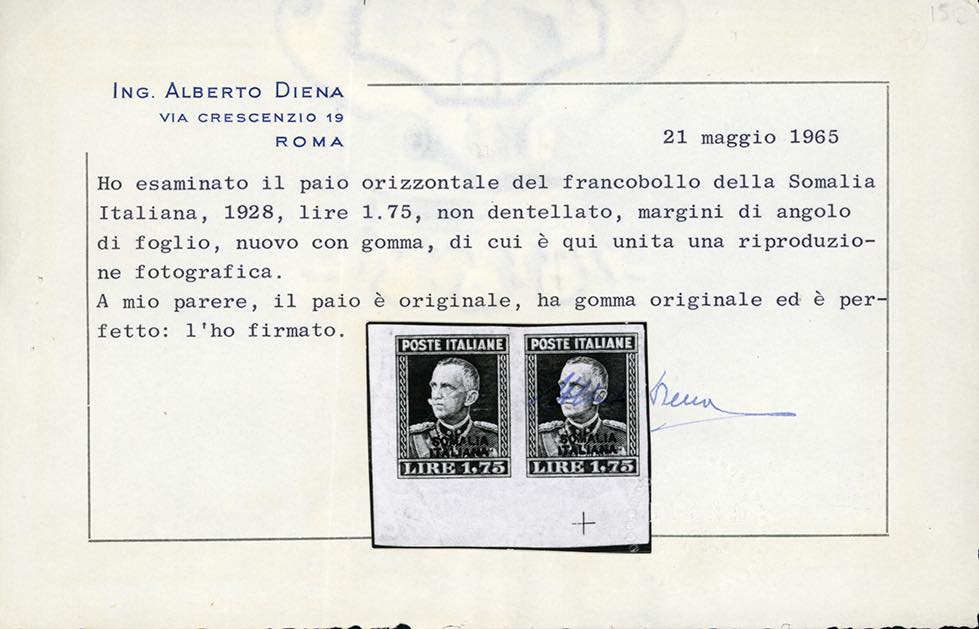 ING. ALBERTO DIENA
VIA CRESCENZIO 19
ROMA
21 maggio 1965
Ho esaminato il paio orizzontale del francobollo della Somalia
Italiana, 1928, lire 1.75, non dentellato, margini di angolo
di foglio, nuovo con gomma, di cui è qui unita una riproduzio-
ne fotografica.
A mio parere, il paio è originale, ha gomma originale ed è per-
fetto: l'ho firmato.
POSTE ITALIANE POSTE ITALIANE
SOMALIA SOMALIA
ITALIANA ITALIANA
LIRE 1.75 LIRE 1.75
Diena